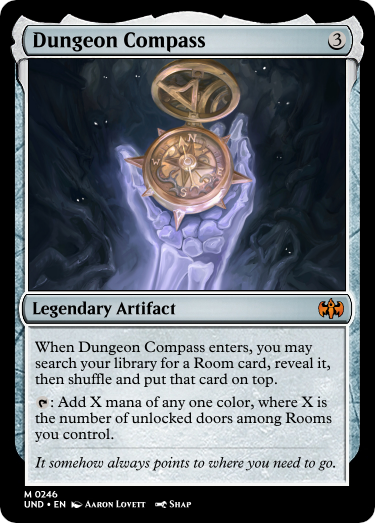 Dungeon Compass 3
N
S
Legendary Artifact
When Dungeon Compass enters, you may
search your library for a Room card, reveal it,
then shuffle and put that card on top.
: Add X mana of any one color, where X is
the number of unlocked doors among Rooms
you control.
It somehow always points to where you need to go.
M 0246
UND • EN Aaron Lovett Shap